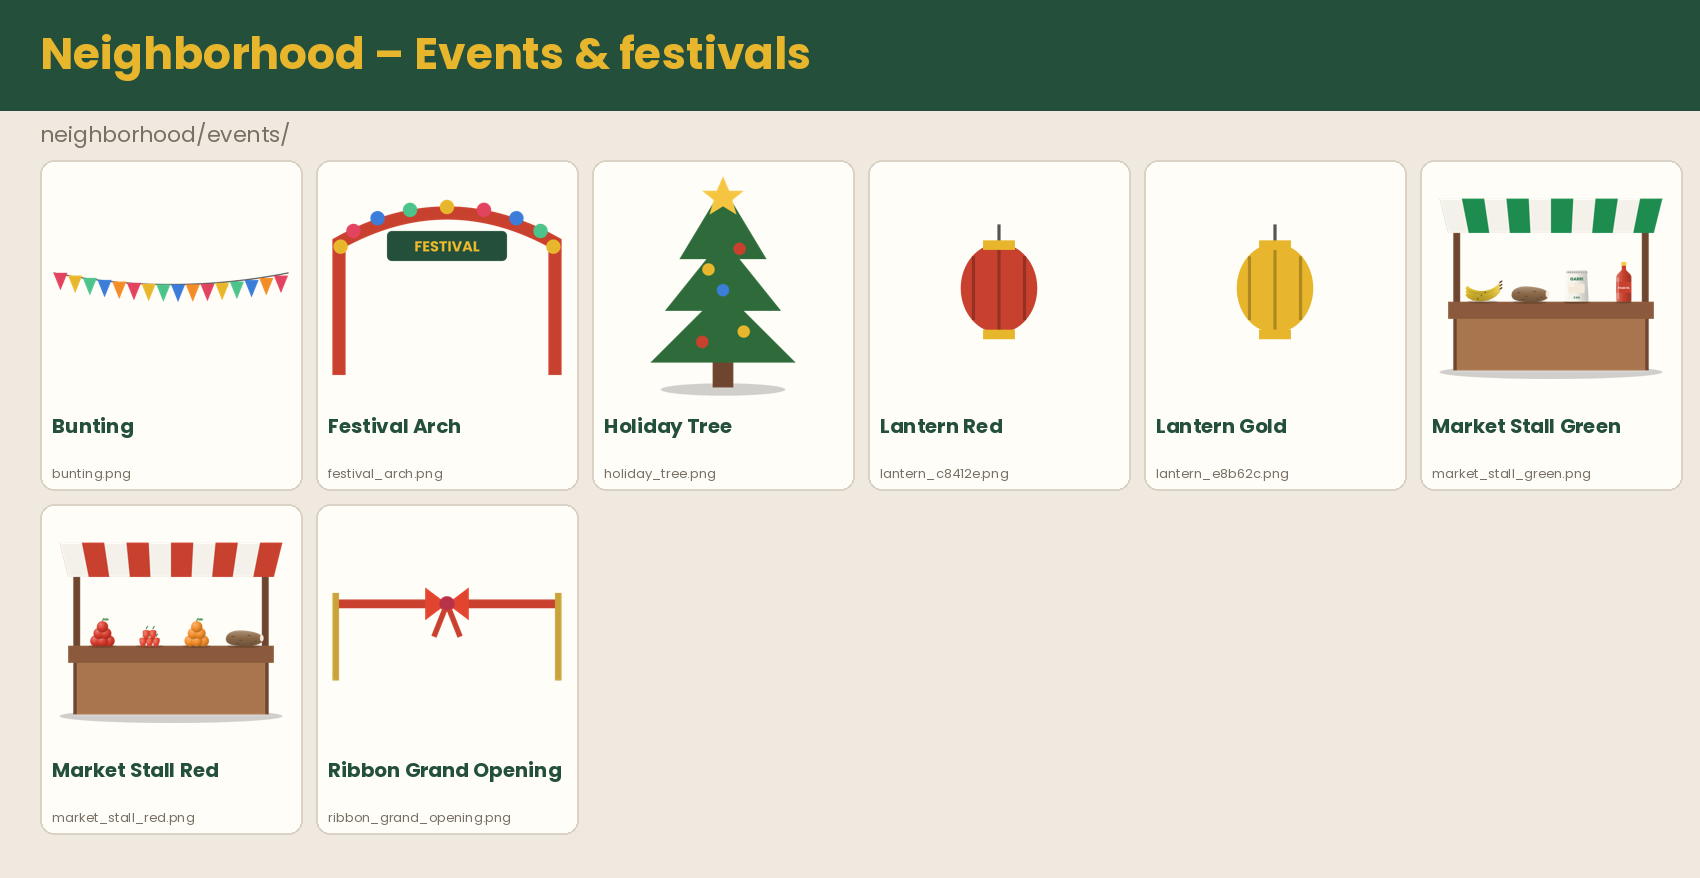 Neighborhood – Events & festivals
neighborhood/events/
FESTIVAL
Bunting
bunting.png
Festival Arch
festival_arch.png
Holiday Tree
holiday_tree.png
Lantern Red
lantern_c8412e.png
Lantern Gold
lantern_e8b62c.png
Market Stall Green
market_stall_green.png
Market Stall Red
market_stall_red.png
Ribbon Grand Opening
ribbon_grand_opening.png